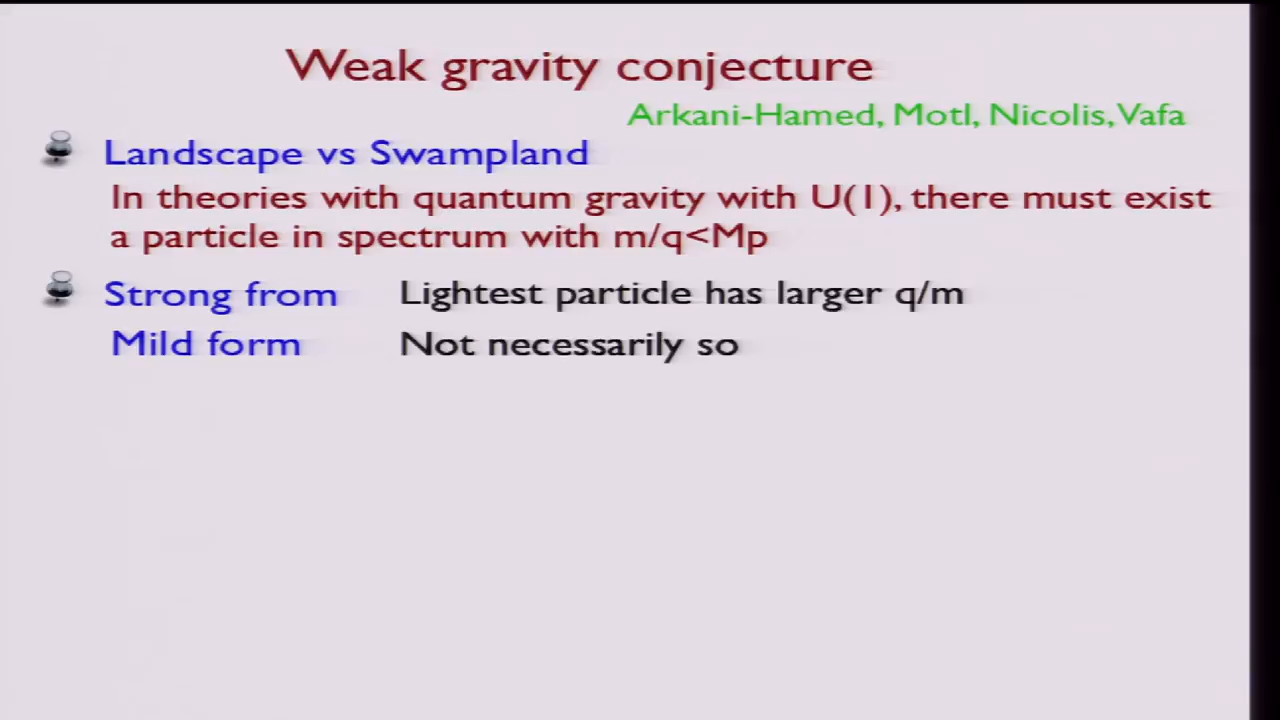 Weak gravity conjecture
Arkani-Hamed, Motl, Nicolis, Vafa
Landscape vs Swampland
In theories with quantum gravity with U(1), there must exist
a particle in spectrum with m/q<Mp
Strong from Lightest particle has larger q/m
Mild form Not necessarily so